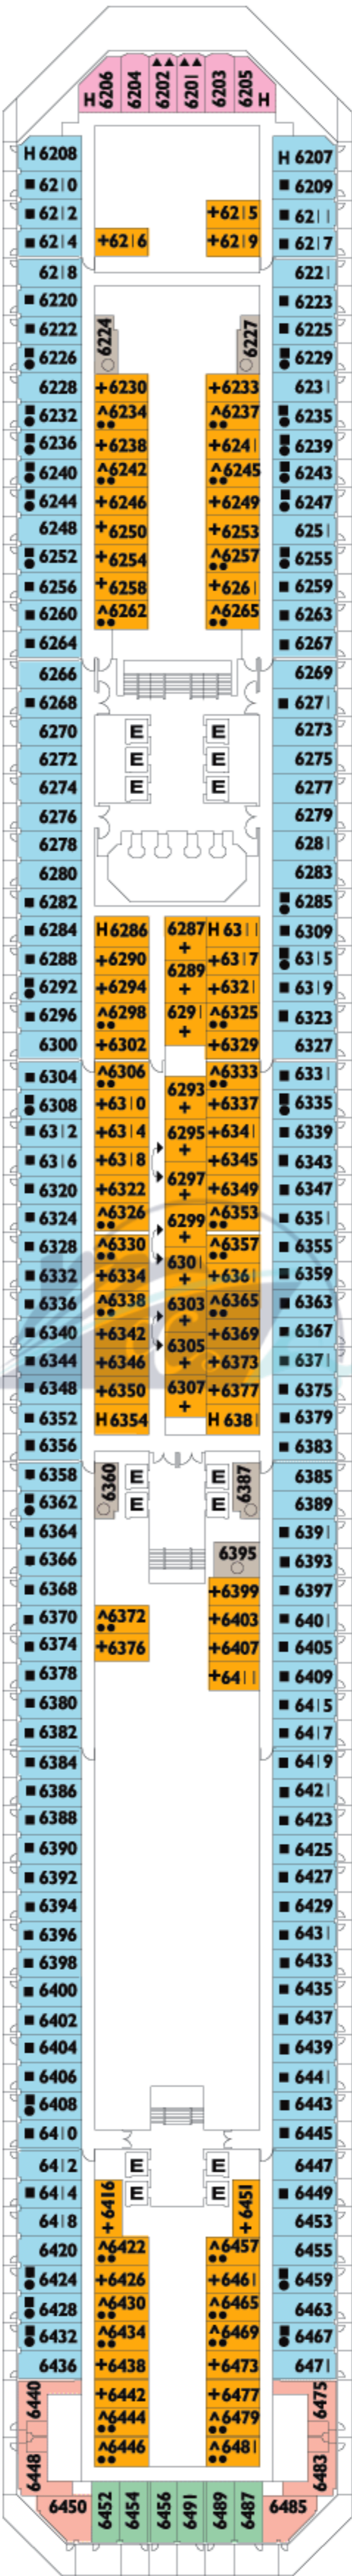 H 6206 6204 ▲▲6202 6201▲▲ 6203 6205 H
H 6208 H 6207
■ 6210 ■ 6209
■ 6212 +6215 ■ 6211
■ 6214 +6216 +6219 ■ 6217
6218 6221
■ 6220 ■ 6223
■ 6222 6224 6227 ■ 6225
■● 6226 ■● 6229
6228 +6230 +6233 6231
■● 6232 ^●●6234 ^●●6237 ■● 6235
■● 6236 +6238 +6241 ■● 6239
■● 6240 ^●●6242 ^●●6245 ■● 6243
■● 6244 +6246 +6249 ■● 6247
6248 +6250 +6253 6251
■● 6252 +6254 ^●●6257 ■● 6255
■ 6256 +6258 +6261 ■ 6259
■ 6260 ^●●6262 ^●●6265 ■ 6263
■ 6264 ■ 6267
6266 6269
■ 6268 ■ 6271
6270 E E 6273
6272 E E 6275
6274 E E 6277
6276 6279
6278 6281
6280 6283
■ 6282 ■● 6285
■ 6284 H 6286 6287 + H 6311 ■ 6309
■ 6288 +6290 6289 + +6317 ■● 6315
■● 6292 +6294 +6321 ■ 6319
■ 6296 ^●●6298 6291 + ^●●6325 ■ 6323
6300 +6302 +6329 6327
■ 6304 ^●●6306 6293 + ^●●6333 ■ 6331
■● 6308 +6310 +6337 ■● 6335
■ 6312 +6314 6295 + +6341 ■ 6339
■ 6316 +6318 6297 + +6345 ■ 6343
■ 6320 +6322 +6349 ■ 6347
■ 6324 ^●●6326 6299 + ^●●6353 ■ 6351
■ 6328 ^●●6330 6301 + ^●●6357 ■ 6355
■ 6332 +6334 +6361 ■ 6359
■ 6336 ^●●6338 6303 + ^●●6365 ■ 6363
■ 6340 +6342 6305 + +6369 ■ 6367
■ 6344 +6346 +6373 ■ 6371
■ 6348 +6350 6307 + +6377 ■ 6375
■ 6352 H 6354 H 6381 ■ 6379
■ 6356 ■ 6383
■ 6358 6360 E E 6387 6385
■● 6362 E E 6389
■ 6364 ■ 6391
■ 6366 6395 ■ 6393
■ 6368 +6399 ■ 6397
■ 6370 ^●●6372 +6403 ■ 6401
■ 6374 +6376 +6407 ■ 6405
■ 6378 +6411 ■ 6409
■ 6380 ■ 6415
■ 6382 ■ 6417
■ 6384 ■ 6419
■ 6386 ■ 6421
■ 6388 ■ 6423
■ 6390 ■ 6425
■ 6392 ■ 6427
■ 6394 ■ 6429
■ 6396 ■ 6431
■ 6398 ■ 6433
■ 6400 ■ 6435
■ 6402 ■ 6437
■ 6404 ■ 6439
■ 6406 ■ 6441
■● 6408 ■ 6443
■ 6410 ■ 6445
6412 E E 6447
■ 6414 +6416 E E +6451 ■ 6449
6418 6453
6420 ^●●6422 ^●●6457 6455
■● 6424 +6426 +6461 ■● 6459
■● 6428 ^●●6430 ^●●6465 6463
■● 6432 ^●●6434 ^●●6469 ■● 6467
6436 +6438 +6473 6471
6440 +6442 +6477 6475
^●●6444 ^●●6479
6448 ^●●6446 ^●●6481 6483
6450 6452 6454 6456 6491 6489 6487 6485